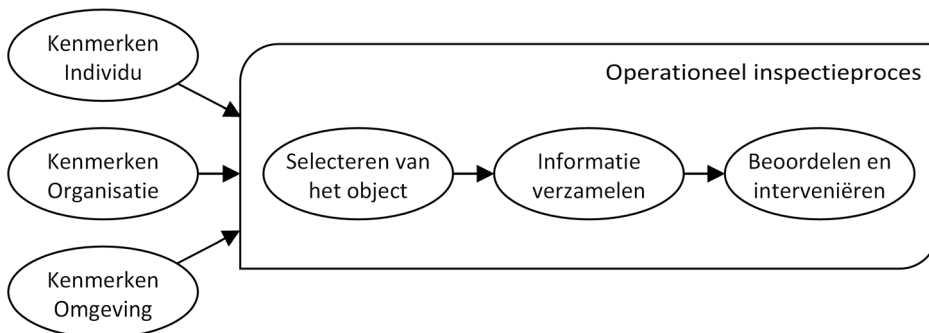 Kenmerken
Individu
Operationeel inspectieproces
Kenmerken
Organisatie
Selecteren van
het object
Informatie
verzamelen
Beoordelen en
interveniëren
Kenmerken
Omgeving